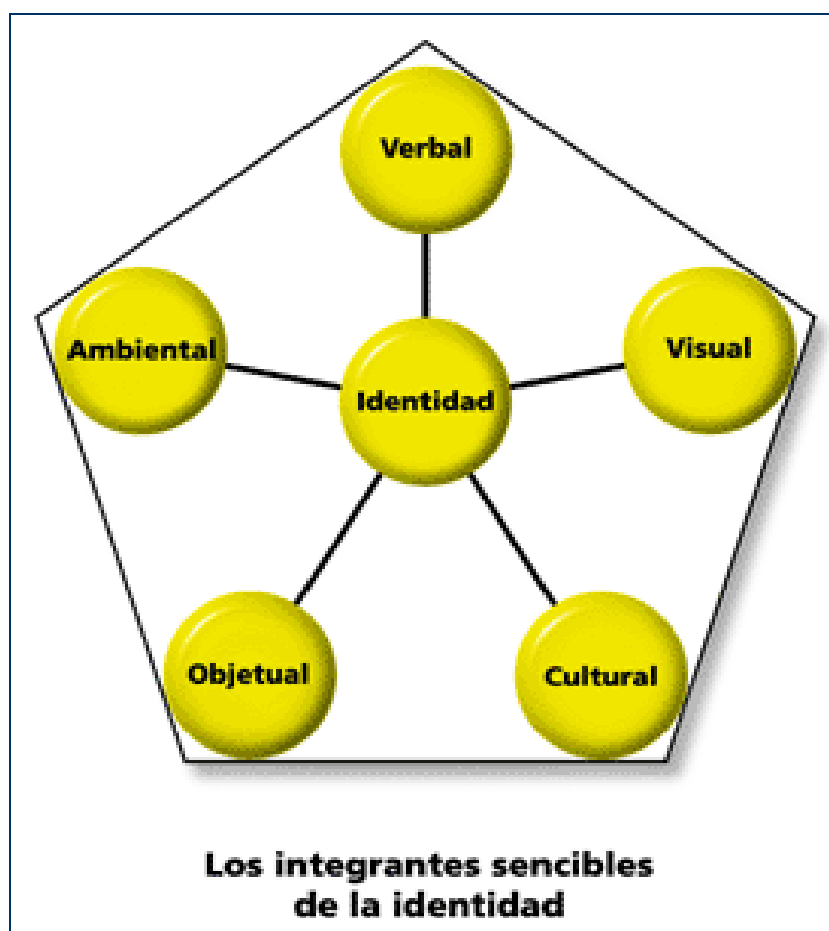 Verbal
Ambiental
Visual
Identidad
Objetual
Cultural
Los integrantes sencibles
de la identidad